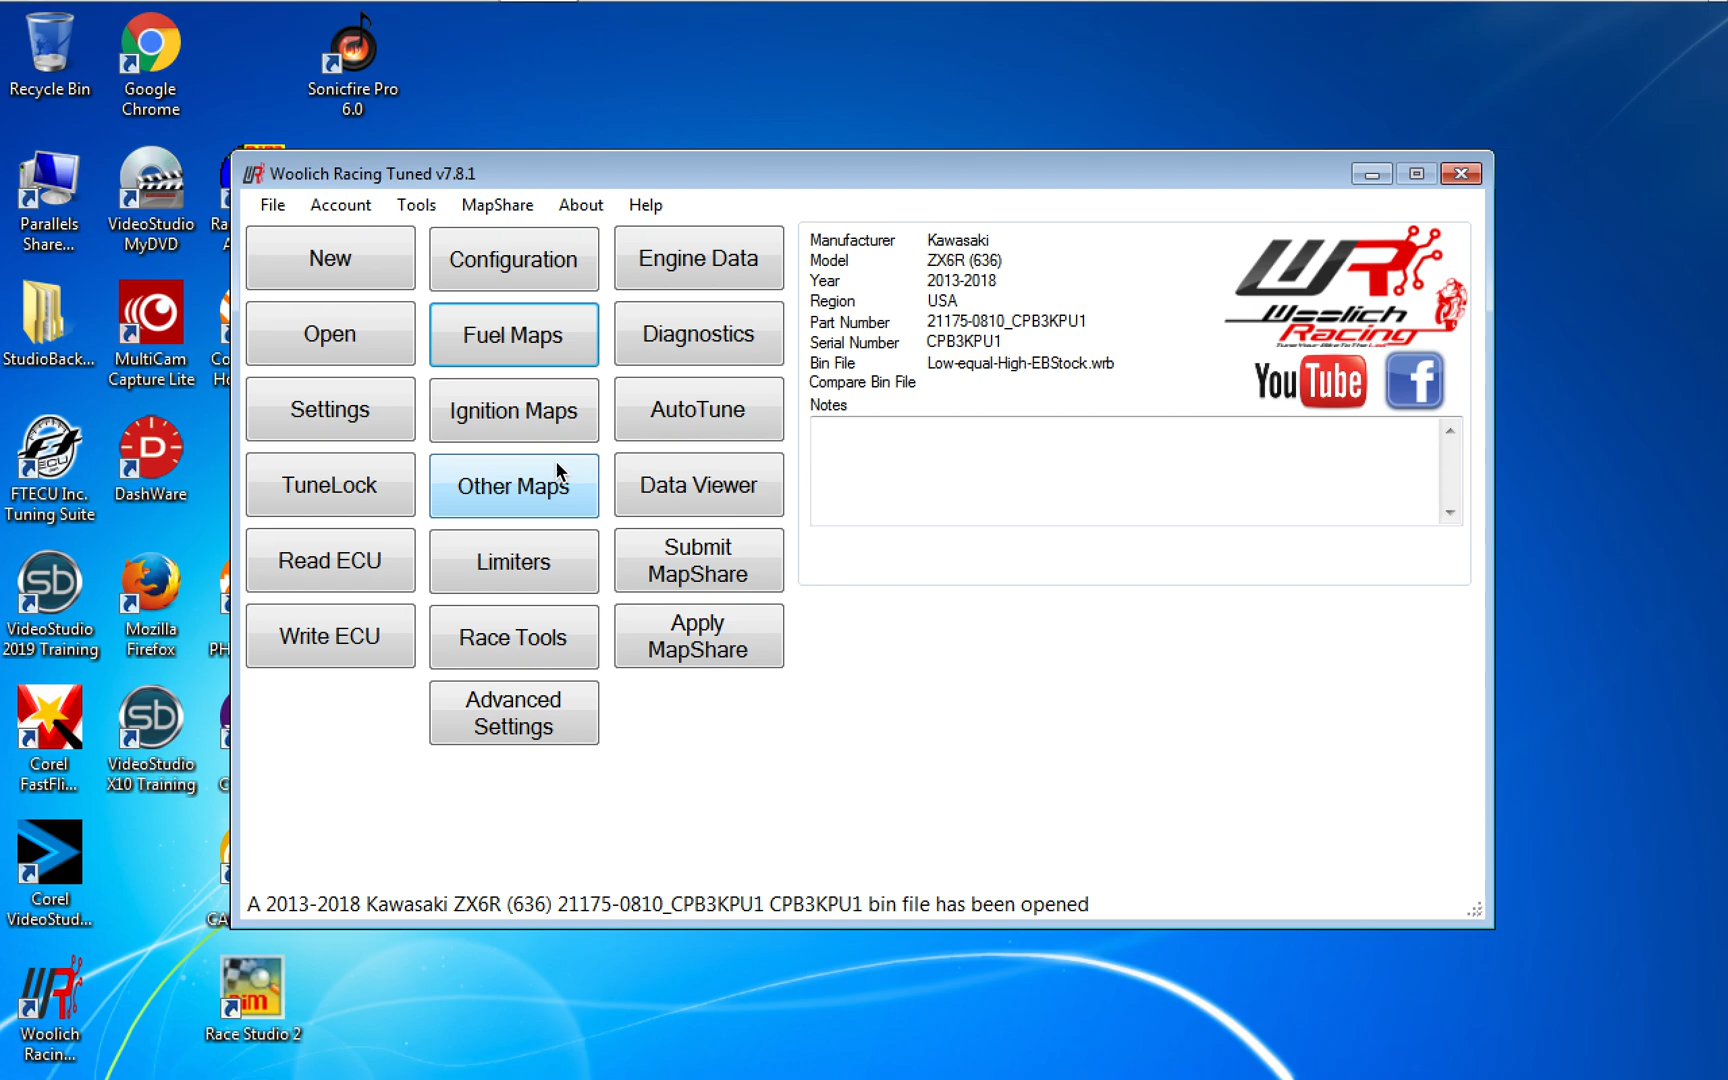 Recycle Bin
Google
Chrome
Sonicfire Pro
6.0
Parallels
Share...
VideoStudio
MyDVD
Ra
StudioBack...
MultiCam
Capture Lite
Co
Ho
FTECU Inc.
Tuning Suite
DashWare
VideoStudio
2019 Training
Mozilla
Firefox
PH
Corel
FastFli...
VideoStudio
X10 Training
Corel
VideoStud...
CA
Woolich
Racin...
Race Studio 2
Woolich Racing Tuned v7.8.1
File Account Tools MapShare About Help
New
Configuration
Engine Data
Open
Fuel Maps
Diagnostics
Settings
Ignition Maps
AutoTune
TuneLock
Other Maps
Data Viewer
Read ECU
Limiters
Submit
MapShare
Write ECU
Race Tools
Apply
MapShare
Advanced
Settings
Manufacturer Kawasaki
Model ZX6R (636)
Year 2013-2018
Region USA
Part Number 21175-0810_CPB3KPU1
Serial Number CPB3KPU1
Bin File Low-equal-High-EBStock.wrb
Compare Bin File
Notes
WR
Woolich
Racing
YouTube
f
A 2013-2018 Kawasaki ZX6R (636) 21175-0810_CPB3KPU1 CPB3KPU1 bin file has been opened